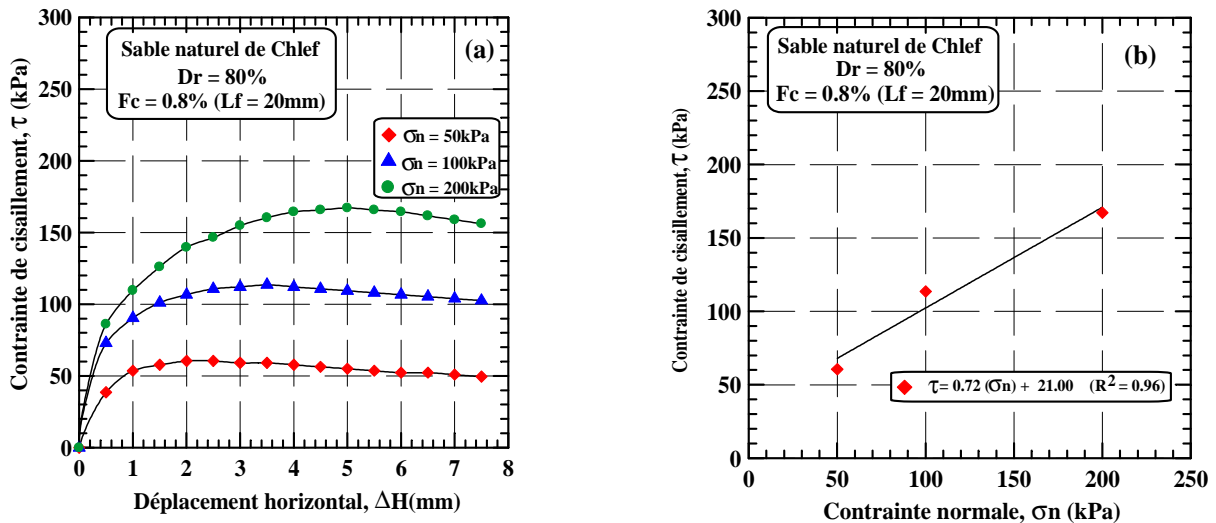 300
250
200
150
100
50
0
Contrainte de cisaillement, τ (kPa)
Sable naturel de Chlef
Dr = 80%
Fc = 0.8% (Lf = 20mm)
(a)
σn = 50kPa
σn = 100kPa
σn = 200kPa
0 1 2 3 4 5 6 7 8
Déplacement horizontal, ΔH(mm)
300
250
200
150
100
50
0
Contrainte de cisaillement, τ (kPa)
Sable naturel de Chlef
Dr = 80%
Fc = 0.8% (Lf = 20mm)
(b)
τ = 0.72 (σn) + 21.00 (R² = 0.96)
0 50 100 150 200 250
Contrainte normale, σn (kPa)